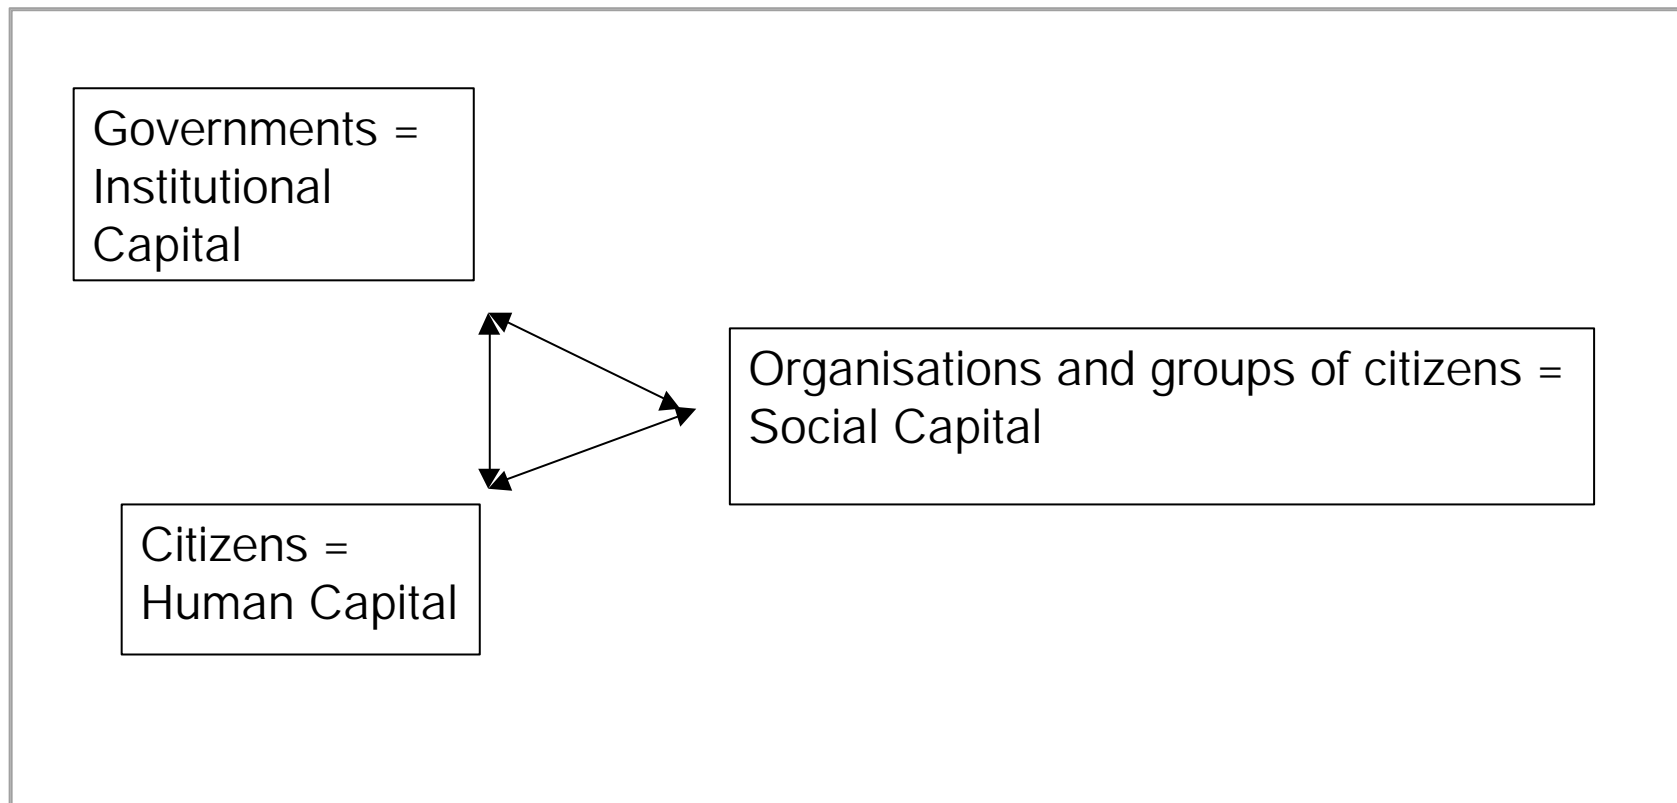 Governments =
Institutional
Capital
Organisations and groups of citizens =
Social Capital
Citizens =
Human Capital